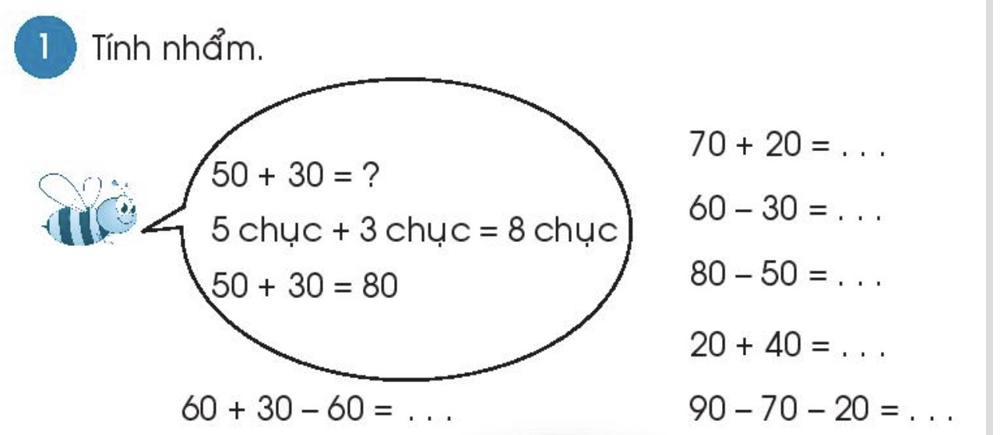 1 Tính nhẩm.
50 + 30 = ?
5 chục + 3 chục = 8 chục
50 + 30 = 80
70 + 20 = . . .
60 – 30 = . . .
80 – 50 = . . .
20 + 40 = . . .
60 + 30 – 60 = . . .
90 – 70 – 20 = . . .